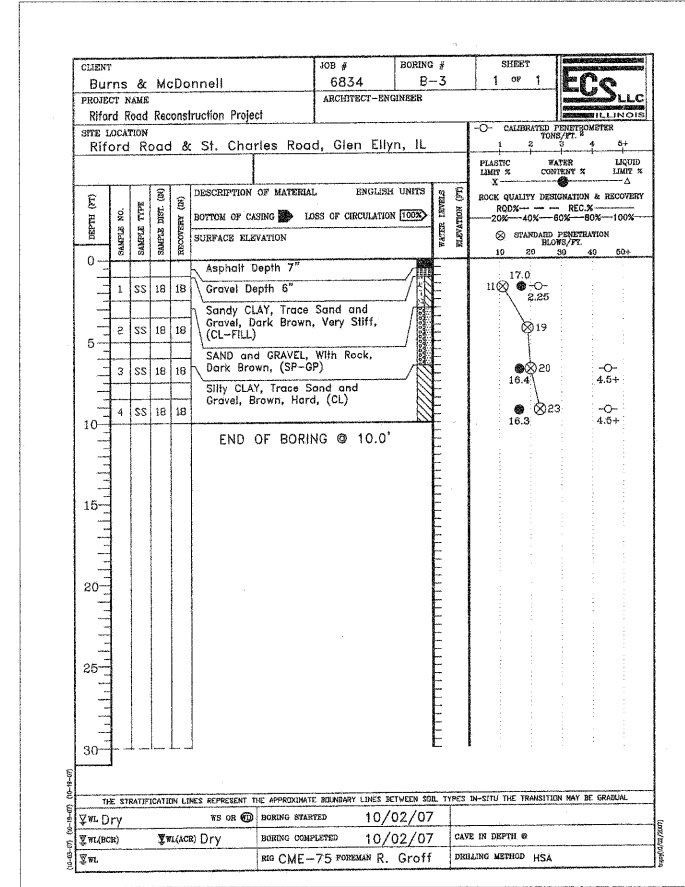 CLIENT
Burns & McDonnell
JOB #
6834
BORING #
B-3
SHEET
1 OF 1
ECS LLC
ILLINOIS
PROJECT NAME
Riford Road Reconstruction Project
ARCHITECT-ENGINEER
SITE LOCATION
Riford Road & St. Charles Road, Glen Ellyn, IL
-O- CALIBRATED PENETROMETER
TONS/FT.²
1 2 3 4 5+
PLASTIC WATER LIQUID
LIMIT % CONTENT % LIMIT %
X ● Δ
ROCK QUALITY DESIGNATION & RECOVERY
RQD% — — REC.%
20%—40%—60%—80%—100%
⊗ STANDARD PENETRATION
BLOWS/FT.
10 20 30 40 50+
DEPTH (FT)
SAMPLE NO.
SAMPLE TYPE
SAMPLE DIST. (IN)
RECOVERY (IN)
DESCRIPTION OF MATERIAL ENGLISH UNITS
BOTTOM OF CASING LOSS OF CIRCULATION 100%
SURFACE ELEVATION
WATER LEVELS
ELEVATION (FT)
0
Asphalt Depth 7"
1 SS 18 18
Gravel Depth 6"
17.0
11
2.25
Sandy CLAY, Trace Sand and
Gravel, Dark Brown, Very Stiff,
(CL-FILL)
2 SS 18 18
19
5
SAND and GRAVEL, With Rock,
Dark Brown, (SP-GP)
3 SS 18 18
20
16.4 4.5+
Silty CLAY, Trace Sand and
Gravel, Brown, Hard, (CL)
4 SS 18 18
23
16.3 4.5+
10
END OF BORING @ 10.0'
15
20
25
30
THE STRATIFICATION LINES REPRESENT THE APPROXIMATE BOUNDARY LINES BETWEEN SOIL TYPES IN-SITU THE TRANSITION MAY BE GRADUAL
WL Dry WS OR WD BORING STARTED 10/02/07
WL(BCR) WL(ACR) Dry BORING COMPLETED 10/02/07 CAVE IN DEPTH @
WL RIG CME-75 FOREMAN R. Groff DRILLING METHOD HSA